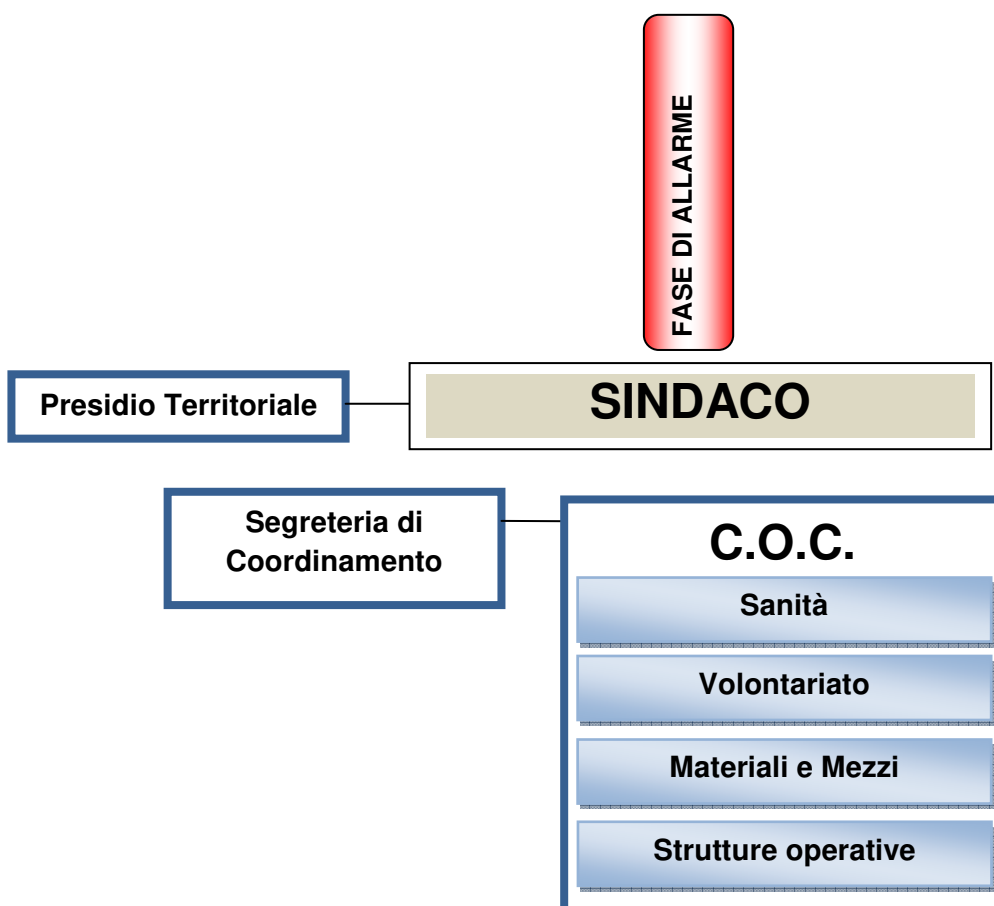 FASE DI ALLARME
Presidio Territoriale
SINDACO
Segreteria di
Coordinamento
C.O.C.
Sanità
Volontariato
Materiali e Mezzi
Strutture operative